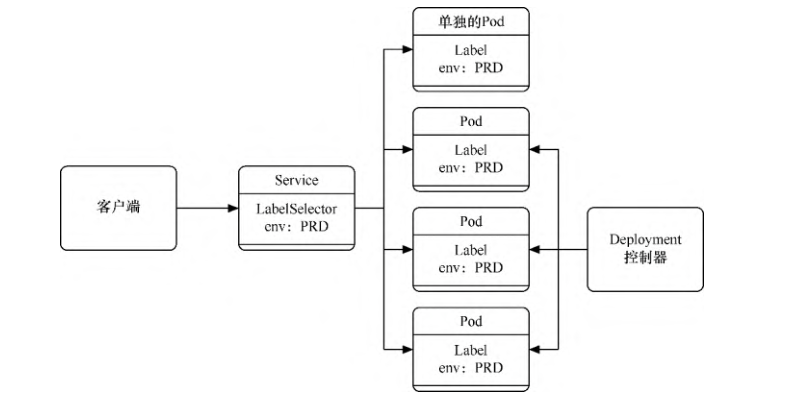 客户端
Service
LabelSelector
env：PRD
单独的Pod
Label
env：PRD
Pod
Label
env：PRD
Pod
Label
env：PRD
Pod
Label
env：PRD
Deployment
控制器